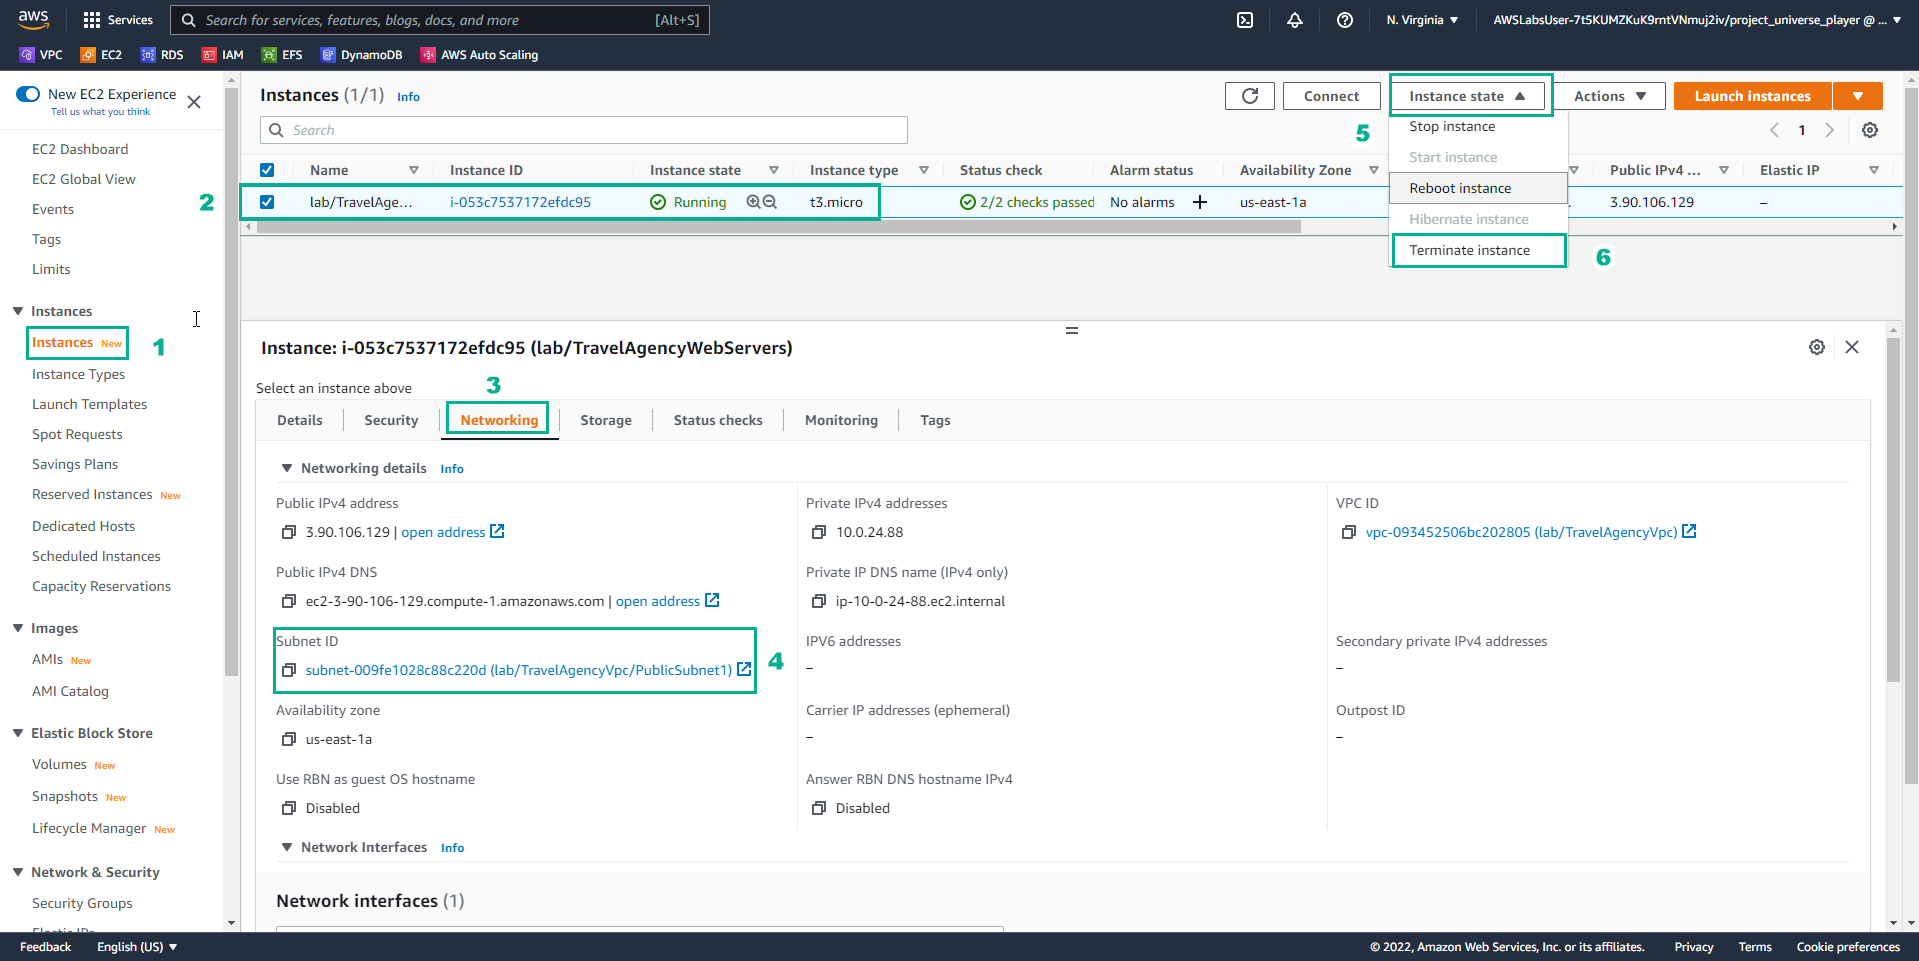 aws
Services
Search for services, features, blogs, docs, and more
[Alt+S]
N. Virginia
AWSLabsUser-7t5KUMZKuK9rntVNmuj2iv/project_universe_player @ ...
VPC
EC2
RDS
IAM
EFS
DynamoDB
AWS Auto Scaling
New EC2 Experience
Tell us what you think
EC2 Dashboard
EC2 Global View
Events
Tags
Limits
Instances
Instances New
1
Instance Types
Launch Templates
Spot Requests
Savings Plans
Reserved Instances New
Dedicated Hosts
Scheduled Instances
Capacity Reservations
Images
AMIs New
AMI Catalog
Elastic Block Store
Volumes New
Snapshots New
Lifecycle Manager New
Network & Security
Security Groups
Elastic IPs
Instances (1/1) Info
Connect
Instance state
Actions
Launch instances
Search
5
Stop instance
Start instance
Reboot instance
Hibernate instance
Terminate instance
6
1
Name
Instance ID
Instance state
Instance type
Status check
Alarm status
Availability Zone
Public IPv4 ...
Elastic IP
2
lab/TravelAge...
i-053c7537172efdc95
Running
t3.micro
2/2 checks passed
No alarms
us-east-1a
3.90.106.129
–
Instance: i-053c7537172efdc95 (lab/TravelAgencyWebServers)
Select an instance above
3
Details
Security
Networking
Storage
Status checks
Monitoring
Tags
Networking details Info
Public IPv4 address
3.90.106.129 | open address
Private IPv4 addresses
10.0.24.88
VPC ID
vpc-093452506bc202805 (lab/TravelAgencyVpc)
Public IPv4 DNS
ec2-3-90-106-129.compute-1.amazonaws.com | open address
Private IP DNS name (IPv4 only)
ip-10-0-24-88.ec2.internal
Subnet ID
subnet-009fe1028c88c220d (lab/TravelAgencyVpc/PublicSubnet1)
4
IPV6 addresses
–
Secondary private IPv4 addresses
–
Availability zone
us-east-1a
Carrier IP addresses (ephemeral)
–
Outpost ID
–
Use RBN as guest OS hostname
Disabled
Answer RBN DNS hostname IPv4
Disabled
Network Interfaces Info
Network interfaces (1)
Feedback
English (US)
© 2022, Amazon Web Services, Inc. or its affiliates.
Privacy
Terms
Cookie preferences